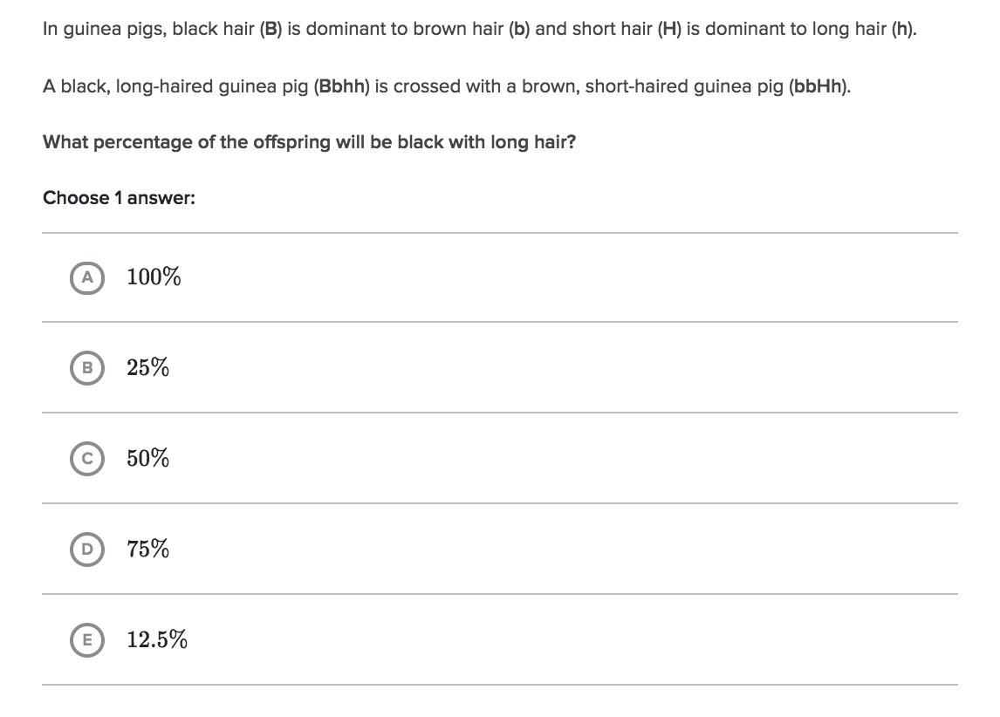 In guinea pigs, black hair (B) is dominant to brown hair (b) and short hair (H) is dominant to long hair (h).
A black, long-haired guinea pig (Bbhh) is crossed with a brown, short-haired guinea pig (bbHh).
What percentage of the offspring will be black with long hair?
Choose 1 answer:
A 100%
B 25%
C 50%
D 75%
E 12.5%